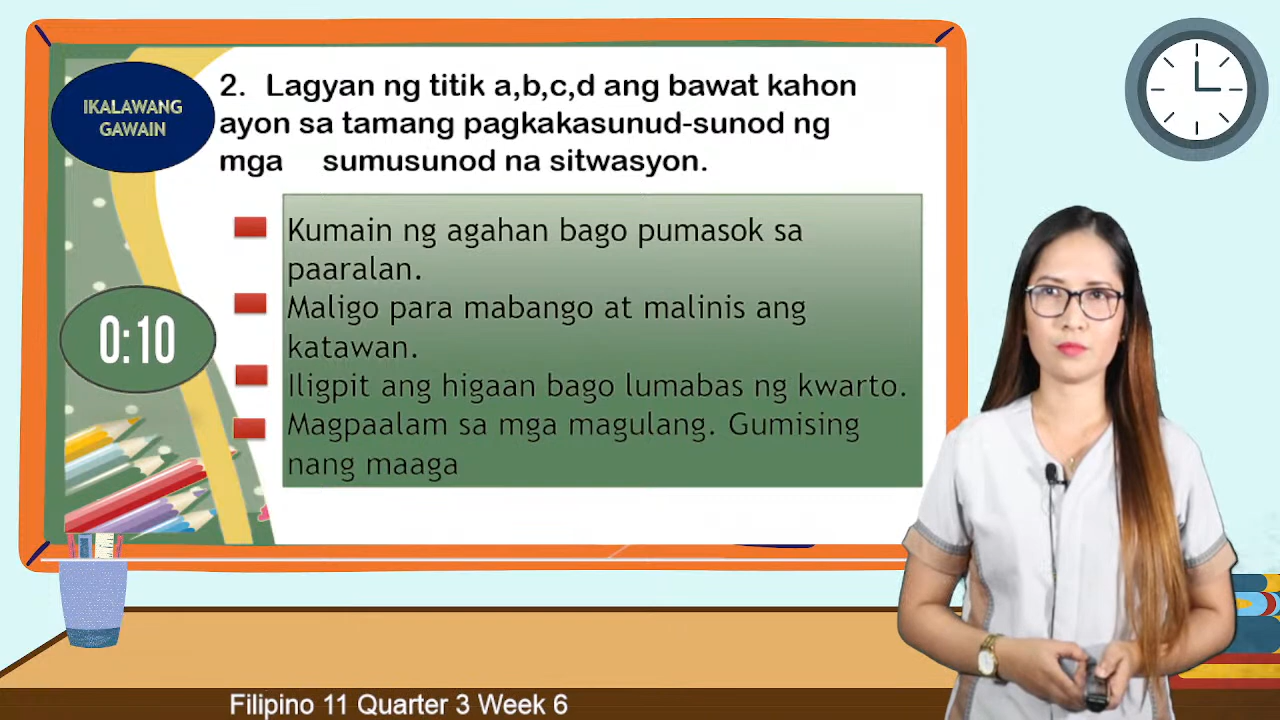 IKALAWANG
GAWAIN
2. Lagyan ng titik a,b,c,d ang bawat kahon
ayon sa tamang pagkakasunud-sunod ng
mga sumusunod na sitwasyon.
Kumain ng agahan bago pumasok sa
paaralan.
Maligo para mabango at malinis ang
katawan.
Iligpit ang higaan bago lumabas ng kwarto.
Magpaalam sa mga magulang. Gumising
nang maaga
0:10
Filipino 11 Quarter 3 Week 6